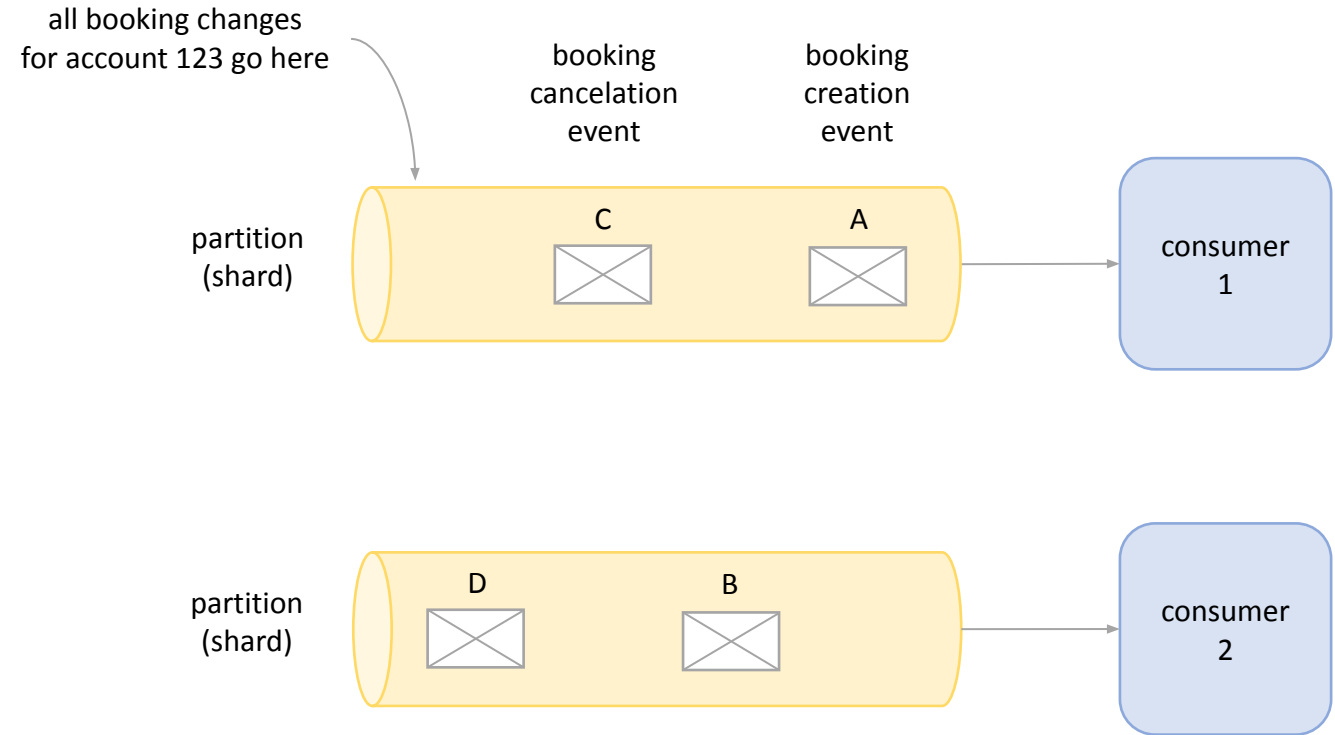 all booking changes
for account 123 go here
booking
cancelation
event
booking
creation
event
partition
(shard)
C
A
consumer
1
partition
(shard)
D
B
consumer
2